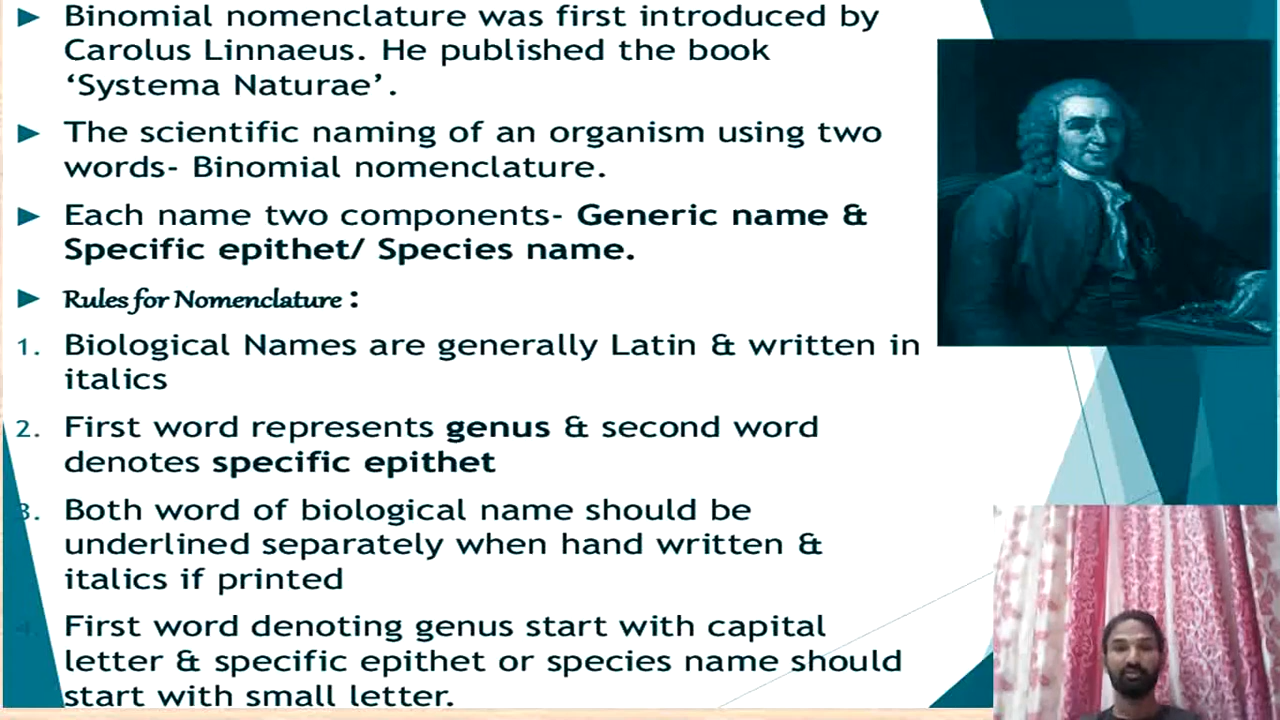 ► Binomial nomenclature was first introduced by
Carolus Linnaeus. He published the book
‘Systema Naturae’.
► The scientific naming of an organism using two
words- Binomial nomenclature.
► Each name two components- Generic name &
Specific epithet/ Species name.
► Rules for Nomenclature :
1. Biological Names are generally Latin & written in
italics
2. First word represents genus & second word
denotes specific epithet
3. Both word of biological name should be
underlined separately when hand written &
italics if printed
4. First word denoting genus start with capital
letter & specific epithet or species name should
start with small letter.